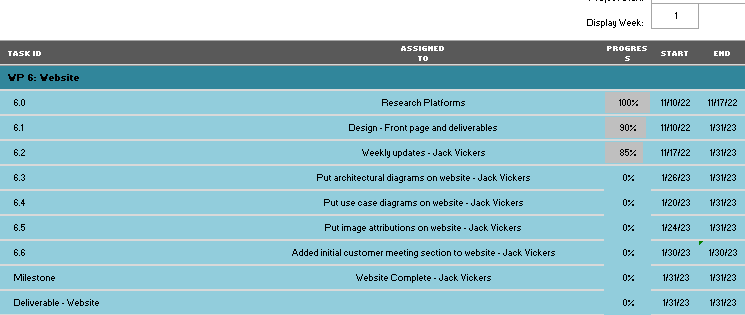 Display Week: 1
TASK ID ASSIGNED TO PROGRESS START END
WP 6: Website
6.0 Research Platforms 100% 11/10/22 11/17/22
6.1 Design - Front page and deliverables 90% 11/10/22 1/31/23
6.2 Weekly updates - Jack Vickers 85% 11/17/22 1/31/23
6.3 Put architectural diagrams on website - Jack Vickers 0% 1/26/23 1/31/23
6.4 Put use case diagrams on website - Jack Vickers 0% 1/20/23 1/31/23
6.5 Put image attributions on website - Jack Vickers 0% 1/24/23 1/31/23
6.6 Added initial customer meeting section to website - Jack Vickers 0% 1/30/23 1/30/23
Milestone Website Complete - Jack Vickers 0% 1/31/23 1/31/23
Deliverable - Website 0% 1/31/23 1/31/23